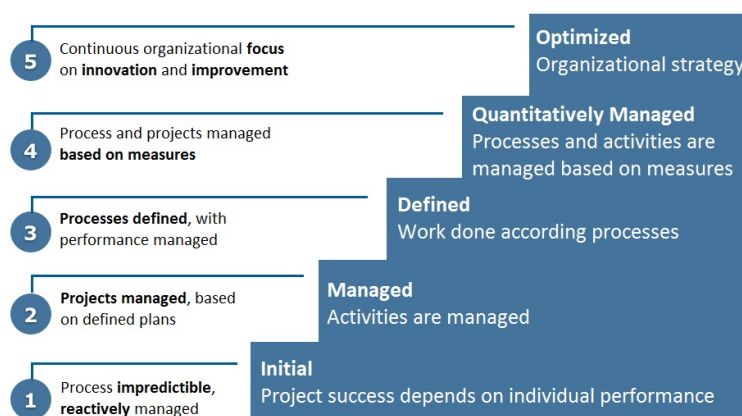 5
Continuous organizational focus
on innovation and improvement
Optimized
Organizational strategy
4
Process and projects managed
based on measures
Quantitatively Managed
Processes and activities are
managed based on measures
3
Processes defined, with
performance managed
Defined
Work done according processes
2
Projects managed, based
on defined plans
Managed
Activities are managed
1
Process impredictible,
reactively managed
Initial
Project success depends on individual performance